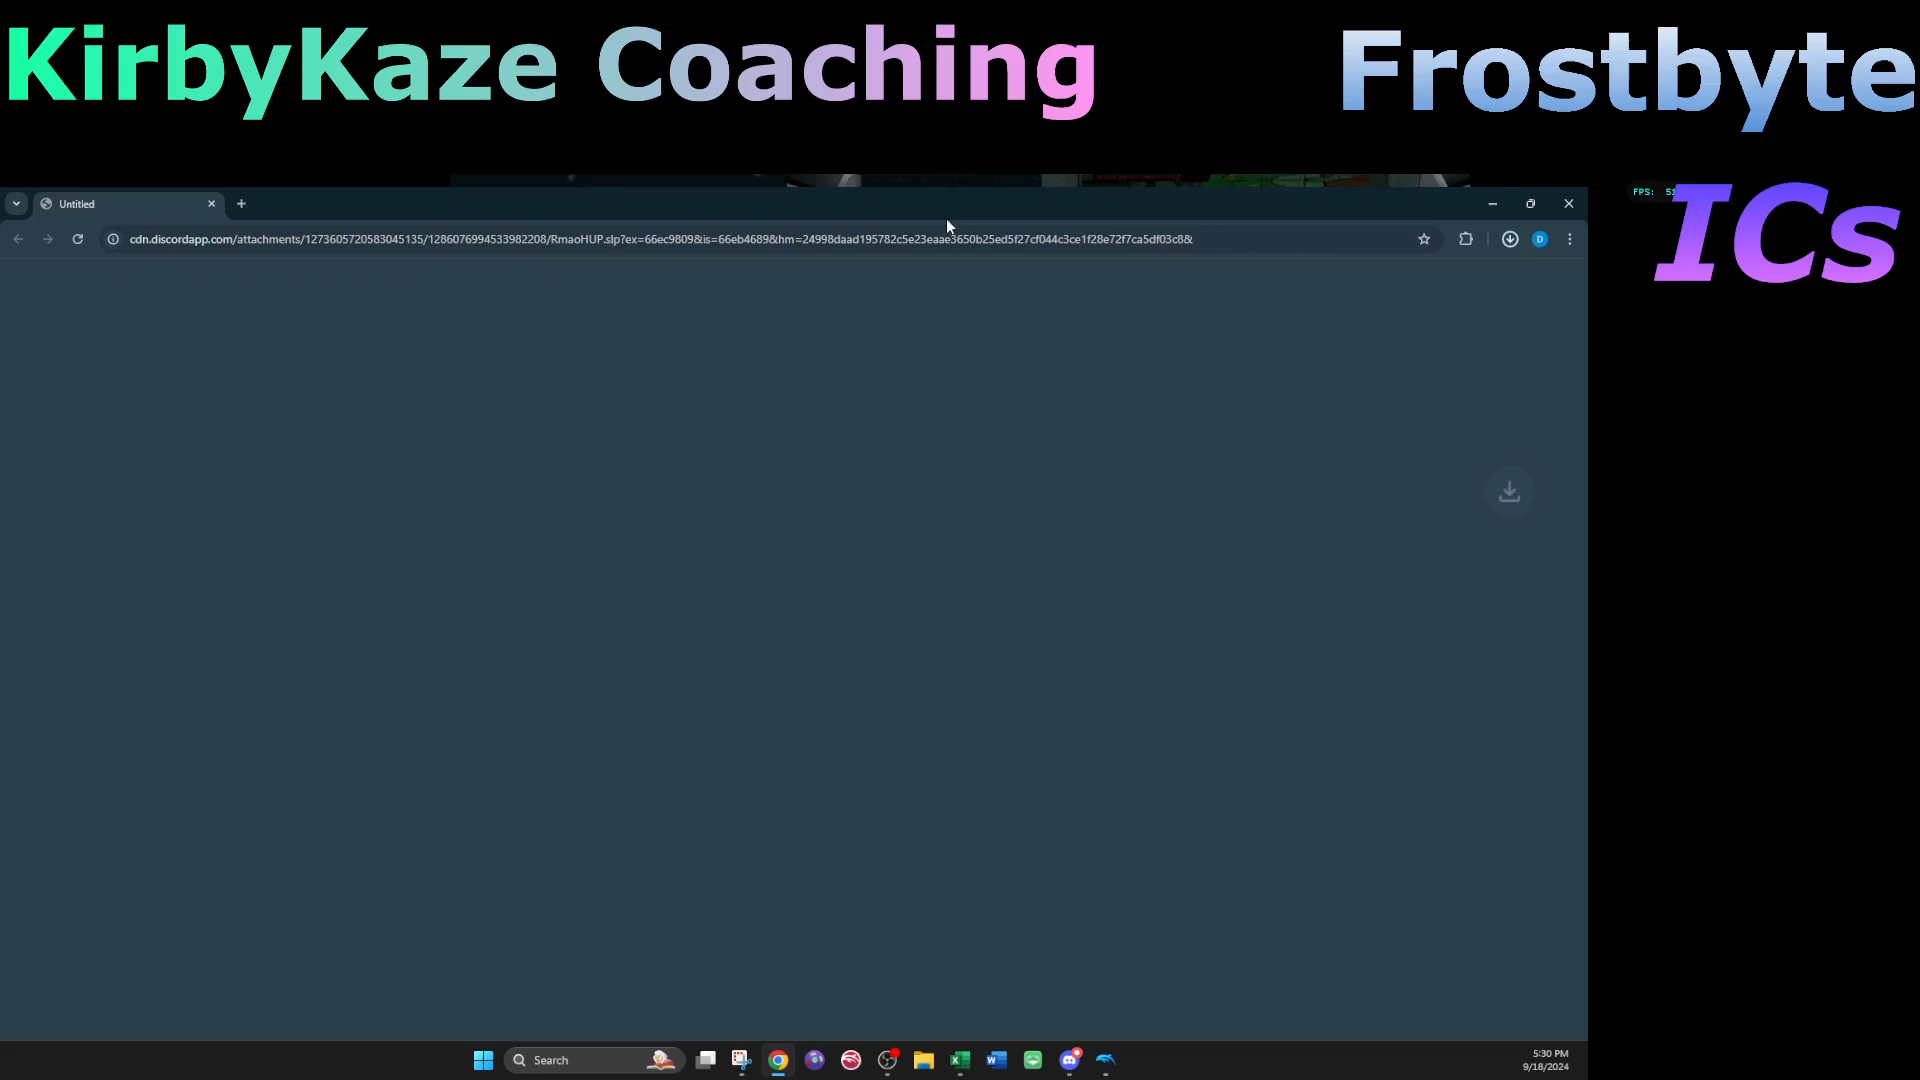 KirbyKaze Coaching
Frostbyte
ICs
FPS:
Untitled
cdn.discordapp.com/attachments/1273605720583045135/1286076994533982208/RmaoHUP.slp?ex=66ec9809&is=66eb4689&hm=24998daad195782c5e23eaae3650b25ed5f27cf044c3ce1f28e72f7ca5df03c8&
D
Search
5:30 PM
9/18/2024